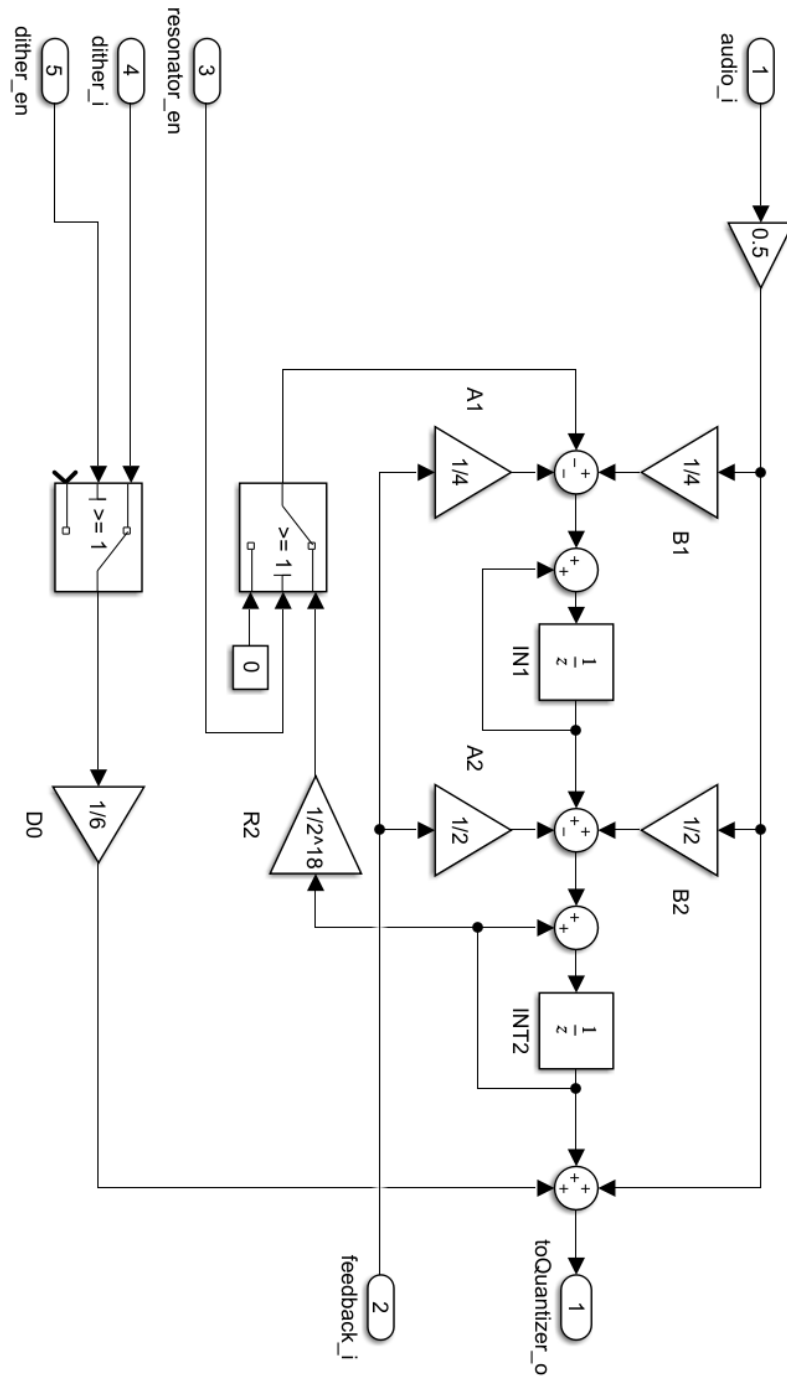 1
audio_i
0.5
1/4
B1
1/2
B2
+
−
−
+
+
1
z
IN1
+
+
−
+
+
1
z
INT2
+
+
+
1
toQuantizer_o
A1
1/4
A2
1/2
2
feedback_i
1/2^18
R2
>= 1
0
3
resonator_en
4
dither_i
>= 1
5
dither_en
1/6
D0